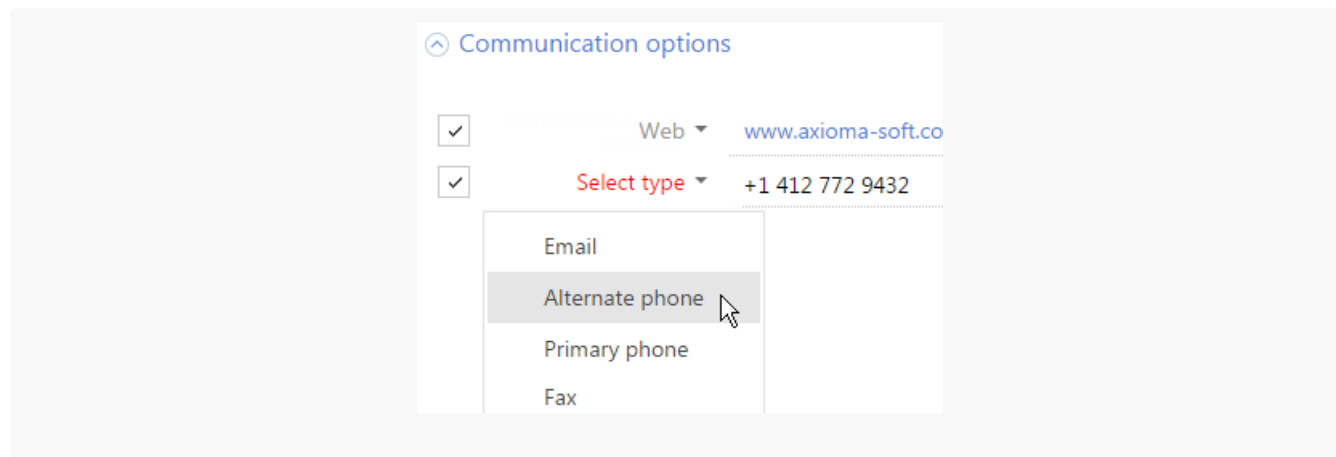 Communication options
Web www.axioma-soft.co
Select type +1 412 772 9432
Email
Alternate phone
Primary phone
Fax